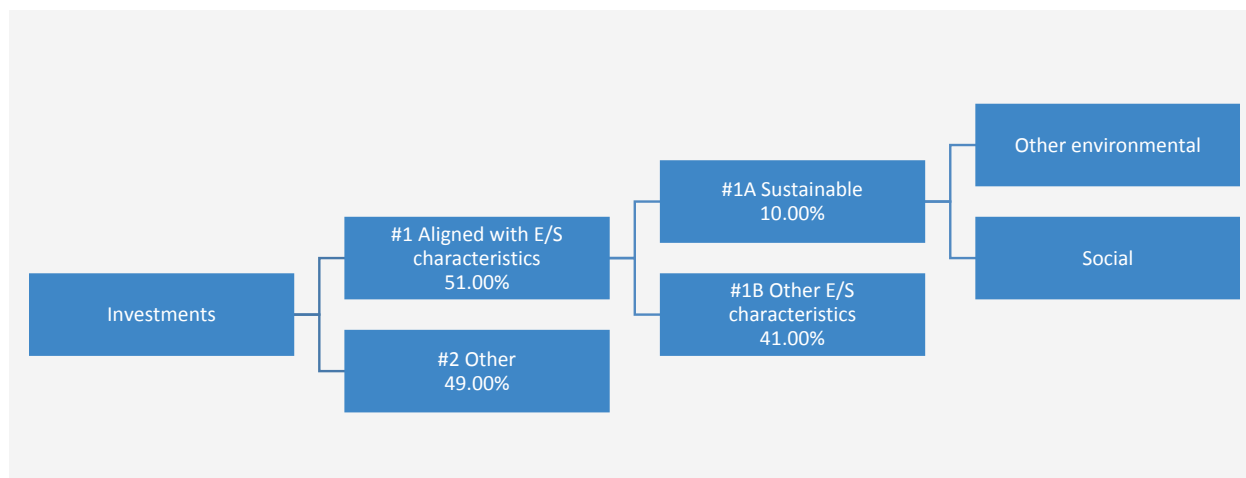 Investments
#1 Aligned with E/S
characteristics
51.00%
#2 Other
49.00%
#1A Sustainable
10.00%
#1B Other E/S
characteristics
41.00%
Other environmental
Social